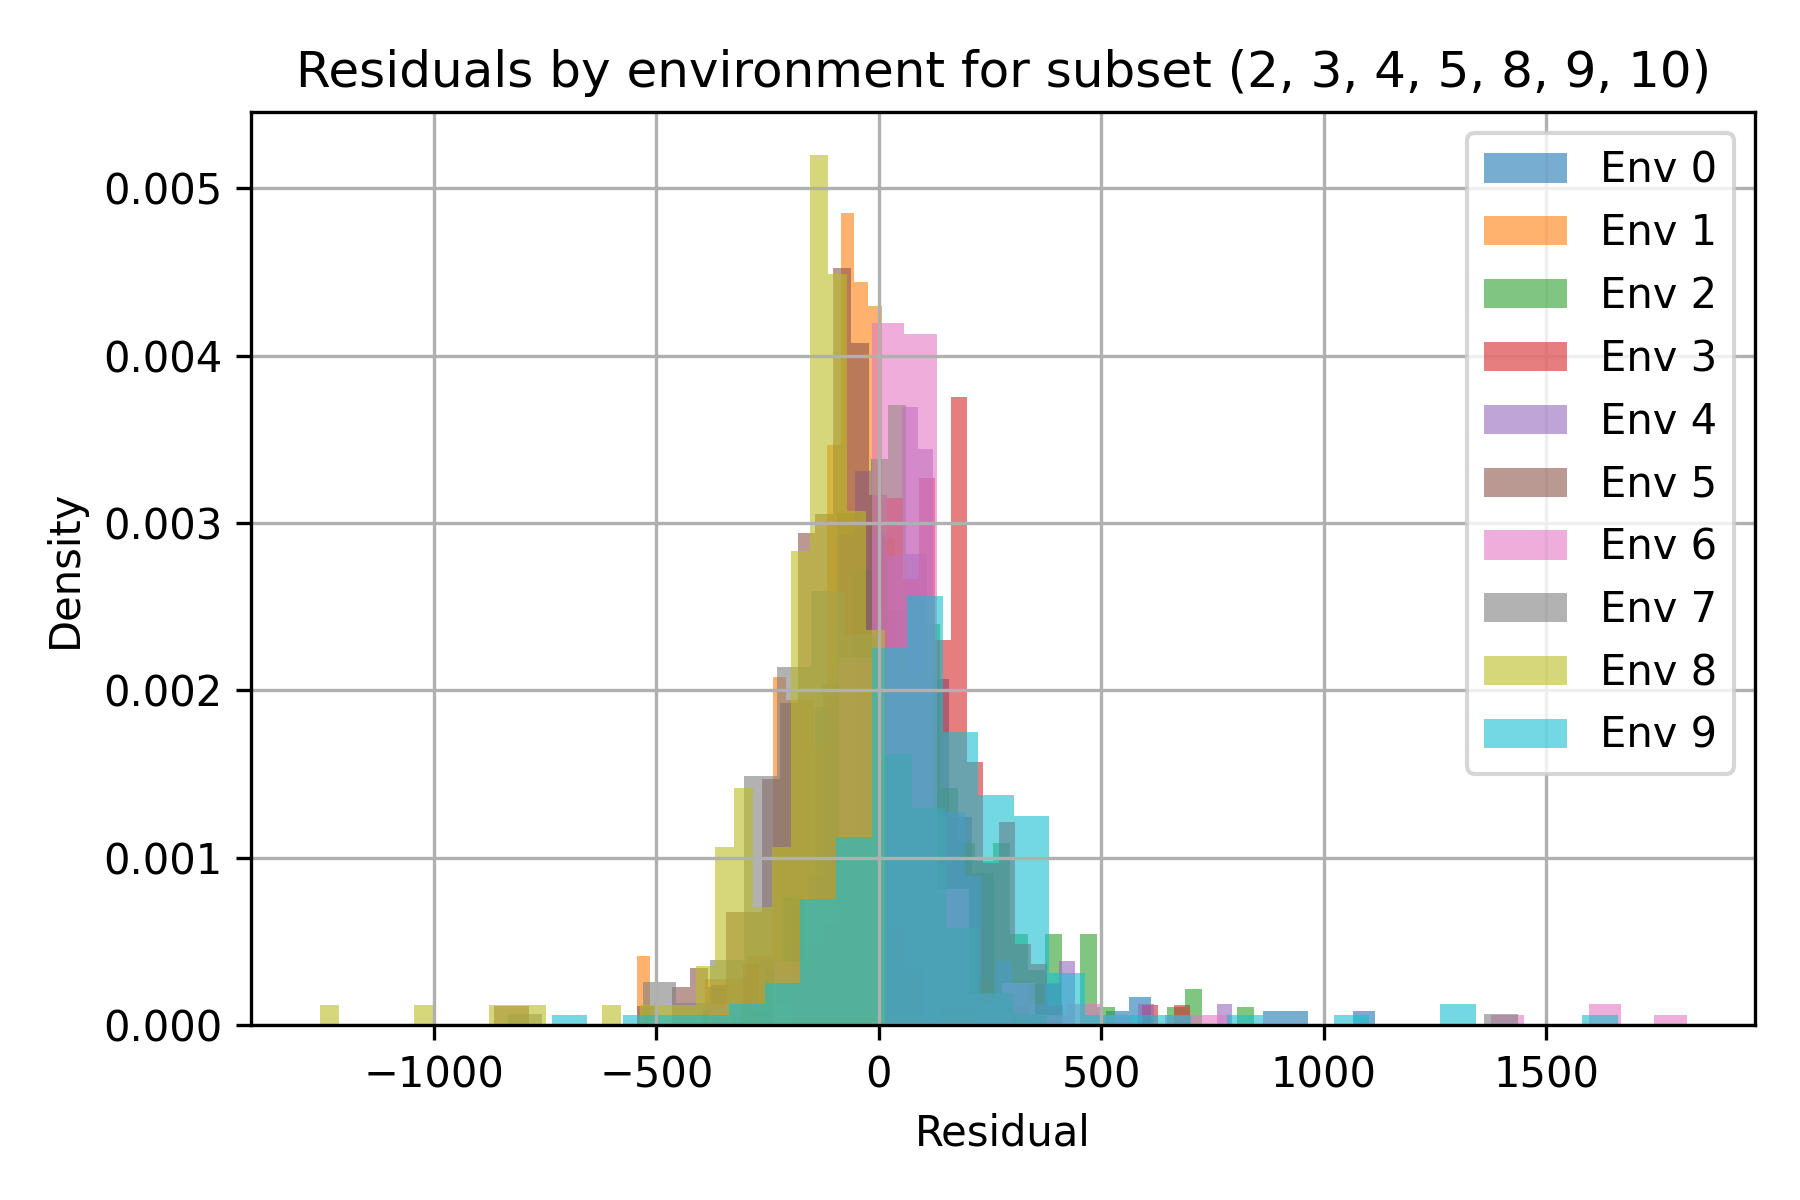 Residuals by environment for subset (2, 3, 4, 5, 8, 9, 10)
Density
0.005
0.004
0.003
0.002
0.001
0.000
−1000 −500 0 500 1000 1500
Residual
Env 0
Env 1
Env 2
Env 3
Env 4
Env 5
Env 6
Env 7
Env 8
Env 9